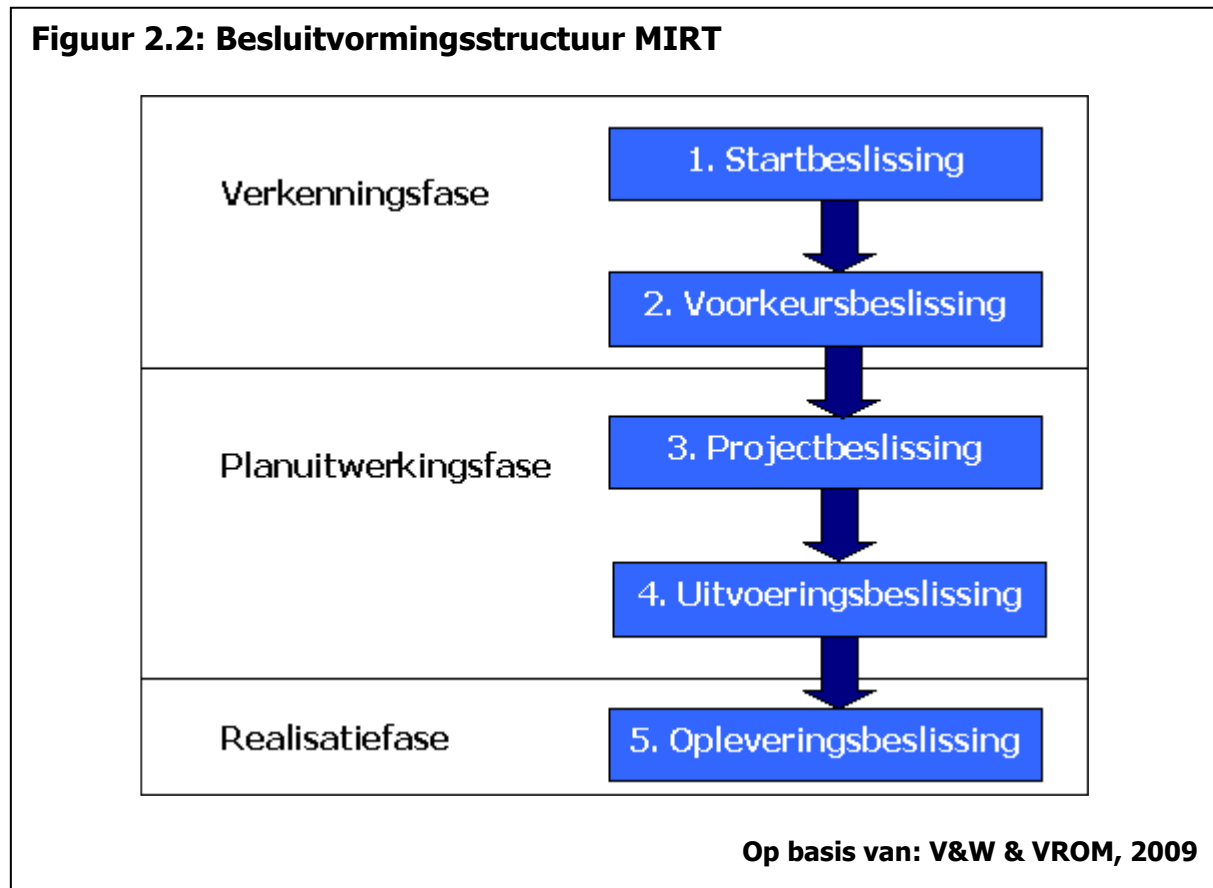 Figuur 2.2: Besluitvormingsstructuur MIRT
Verkenningsfase
1. Startbeslissing
2. Voorkeursbeslissing
Planuitwerkingsfase
3. Projectbeslissing
4. Uitvoeringsbeslissing
Realisatiefase
5. Opleveringsbeslissing
Op basis van: V&W & VROM, 2009